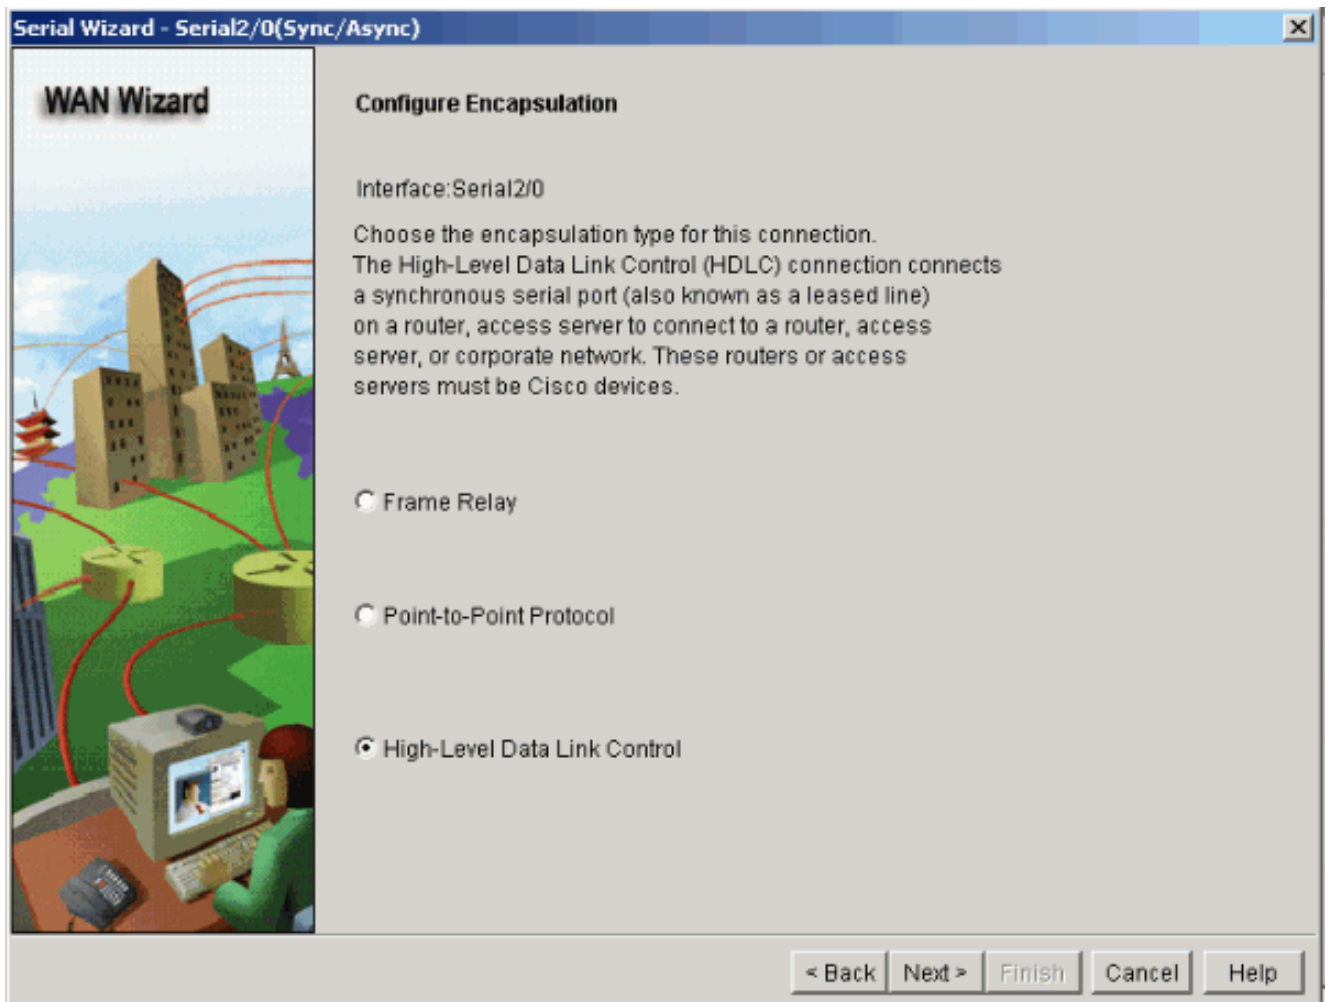 Serial Wizard - Serial2/0(Sync/Async)
WAN Wizard
Configure Encapsulation
Interface:Serial2/0
Choose the encapsulation type for this connection.
The High-Level Data Link Control (HDLC) connection connects
a synchronous serial port (also known as a leased line)
on a router, access server to connect to a router, access
server, or corporate network. These routers or access
servers must be Cisco devices.
Frame Relay
Point-to-Point Protocol
High-Level Data Link Control
< Back Next > Finish Cancel Help